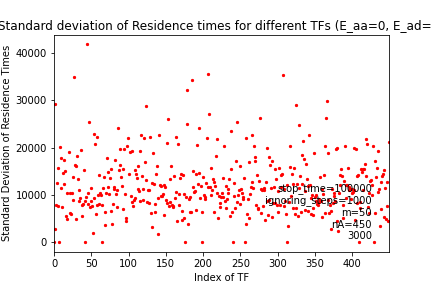 Standard deviation of Residence times for different TFs (E_aa=0, E_ad=
Standard Deviation of Residence Times
40000
30000
20000
10000
0
stop_time=100000
ignoring_steps=1000
m=50
nA=450
3000
0 50 100 150 200 250 300 350 400
Index of TF